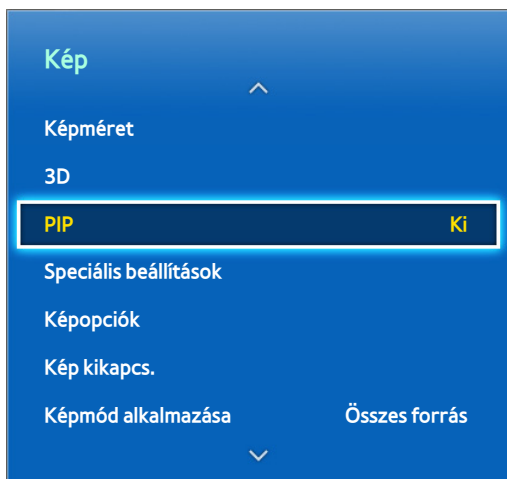 Kép
Képméret
3D
PIP Ki
Speciális beállítások
Képopciók
Kép kikapcs.
Képmód alkalmazása Összes forrás